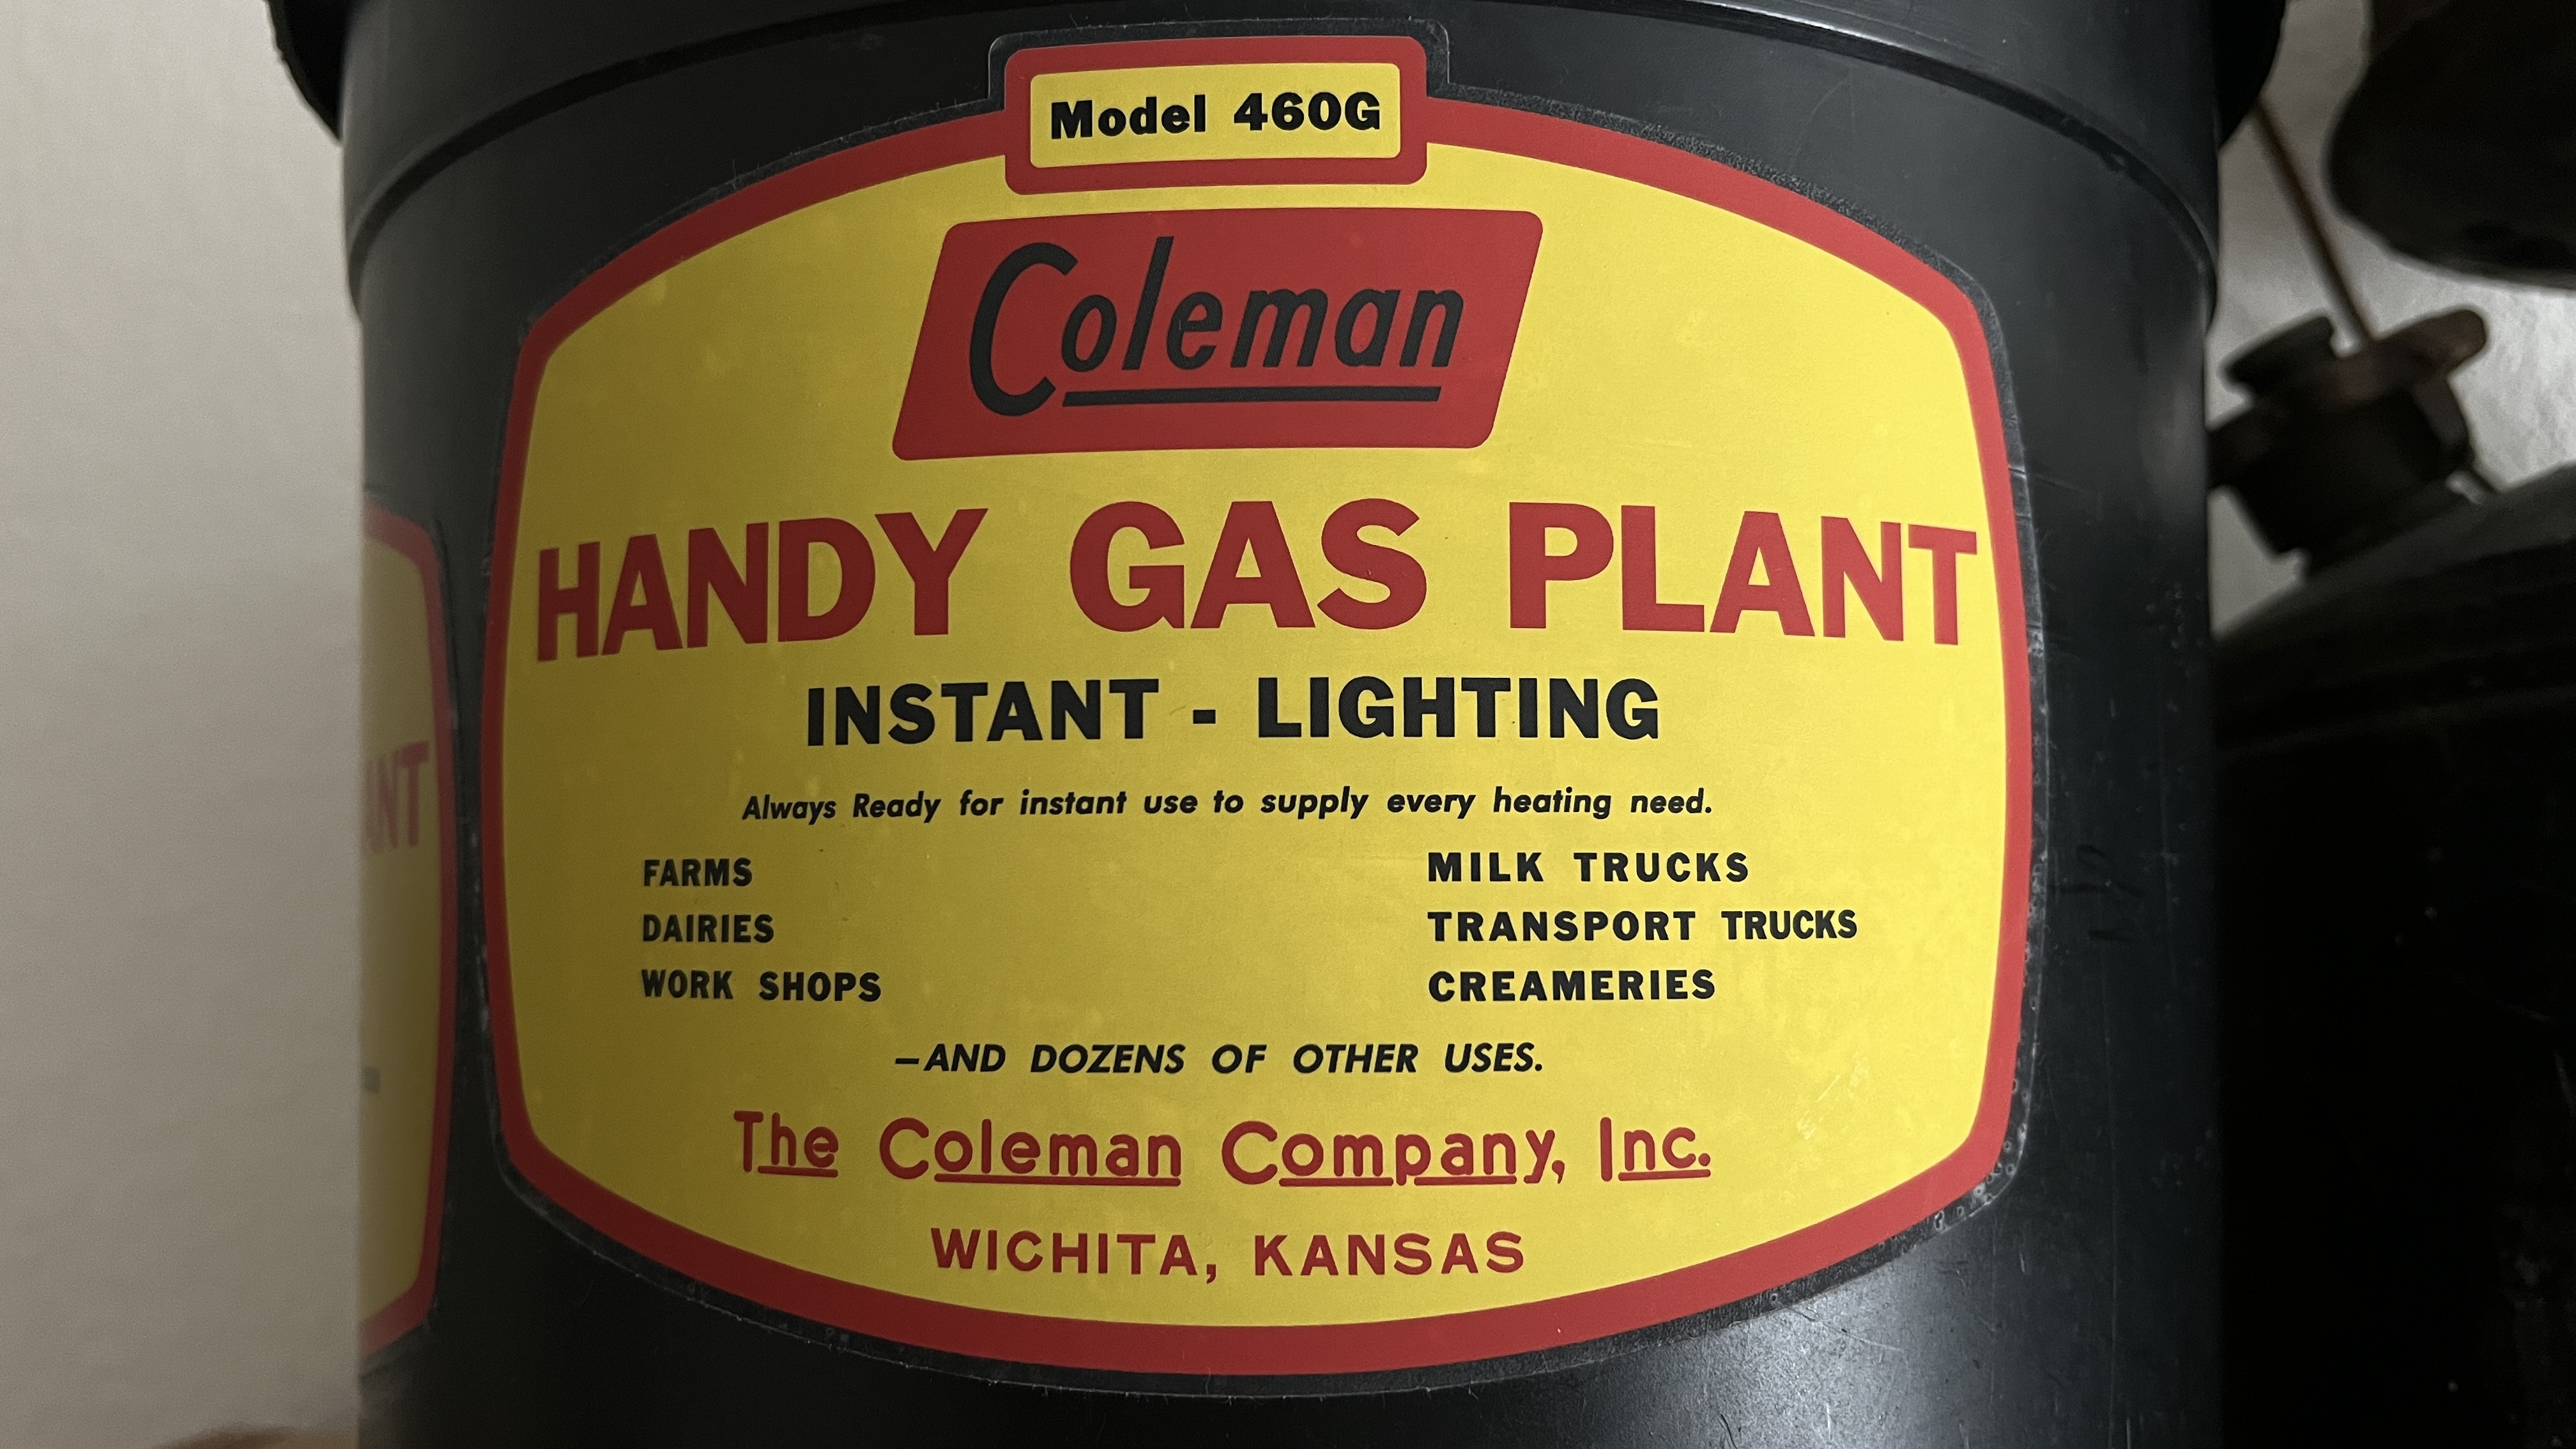 Model 460G
Coleman
HANDY GAS PLANT
INSTANT - LIGHTING
Always Ready for instant use to supply every heating need.
FARMS
DAIRIES
WORK SHOPS
MILK TRUCKS
TRANSPORT TRUCKS
CREAMERIES
—AND DOZENS OF OTHER USES.
The Coleman Company, Inc.
WICHITA, KANSAS